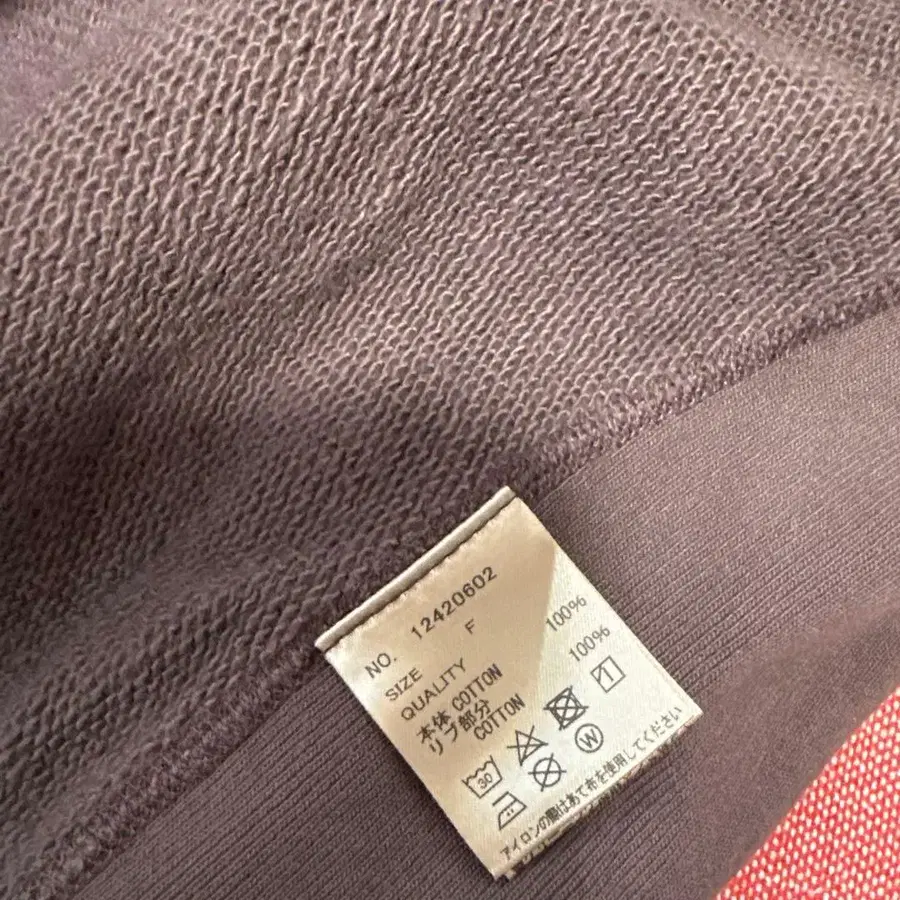 NO. 12420602
SIZE F
QUALITY
本体 COTTON 100%
リブ部分 COTTON 100%
30
W
アイロンの際はあて布を使用してください